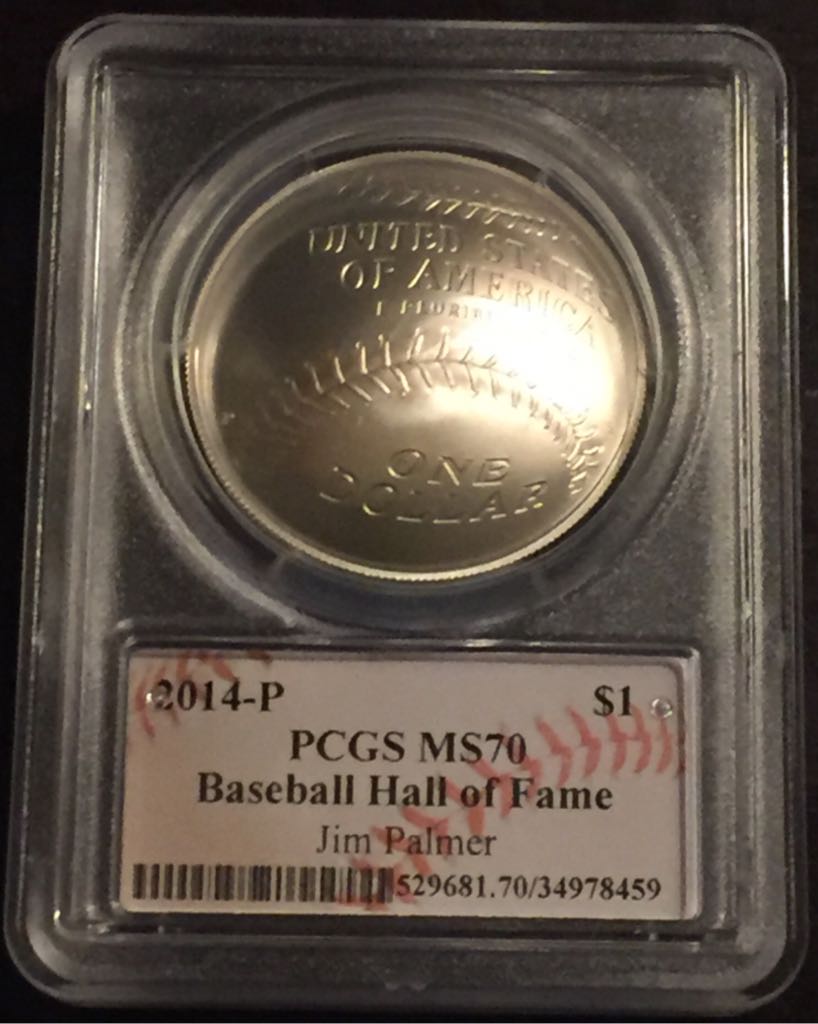 UNITED STATES
OF AMERICA
E PLURIB
ONE
DOLLAR
2014-P $1
PCGS MS70
Baseball Hall of Fame
Jim Palmer
529681.70/34978459